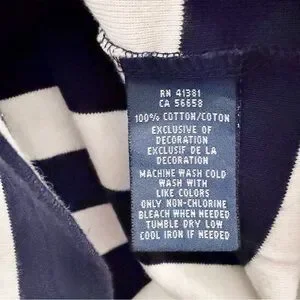 RN 41381
CA 56658
100% COTTON/COTON
EXCLUSIVE OF
DECORATION
EXCLUSIF DE LA
DECORATION
MACHINE WASH COLD
WASH WITH
LIKE COLORS
ONLY NON-CHLORINE
BLEACH WHEN NEEDED
TUMBLE DRY LOW
COOL IRON IF NEEDED